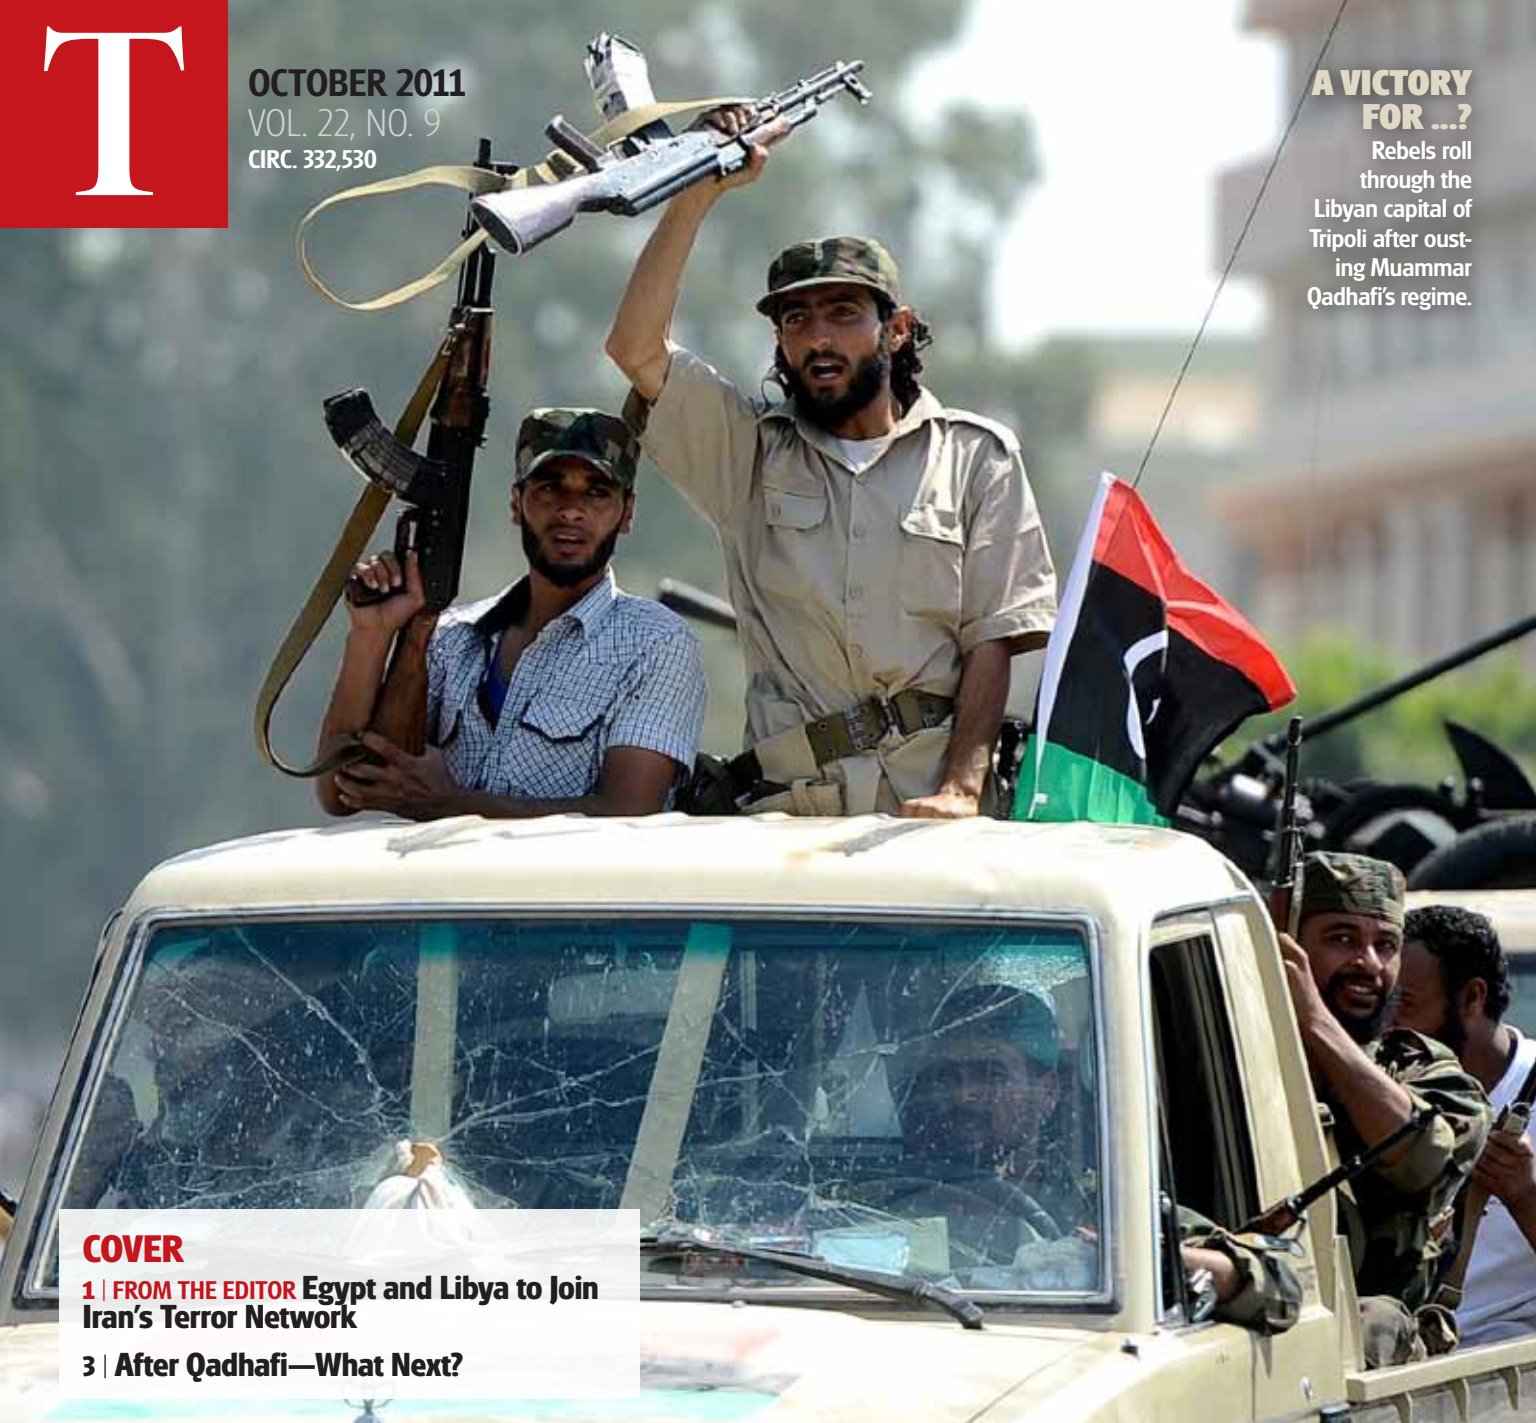 T
OCTOBER 2011
VOL. 22, NO. 9
CIRC. 332,530
A VICTORY
FOR ...?
Rebels roll
through the
Libyan capital of
Tripoli after oust-
ing Muammar
Qadhafi’s regime.
COVER
1 | FROM THE EDITOR Egypt and Libya to Join
Iran’s Terror Network
3 | After Qadhafi—What Next?